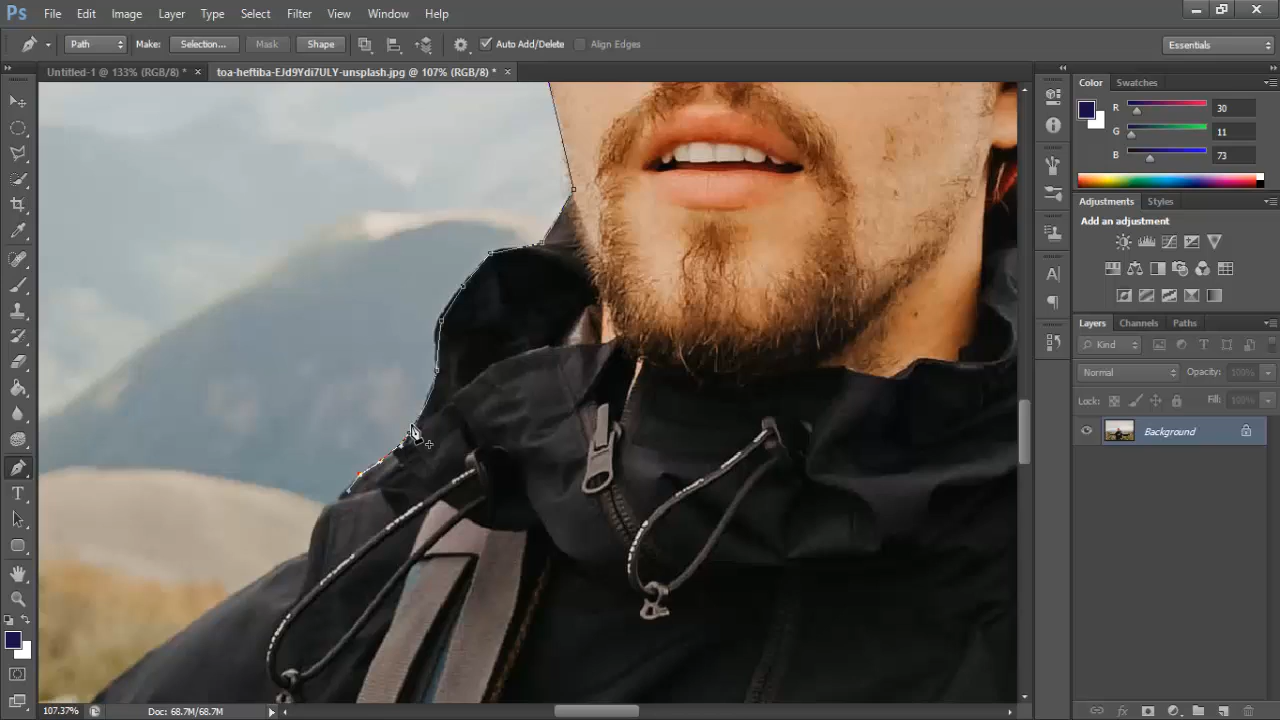 Ps File Edit Image Layer Type Select Filter View Window Help
Path Make: Selection... Mask Shape Auto Add/Delete Align Edges Essentials
Untitled-1 @ 133% (RGB/8) * × toa-heftiba-EJd9Ydi7ULY-unsplash.jpg @ 107% (RGB/8) * ×
Color Swatches
R 30
G 11
B 73
Adjustments Styles
Add an adjustment
Layers Channels Paths
Kind
Normal Opacity: 100%
Lock: Fill: 100%
Background
107.37% Doc: 68.7M/68.7M